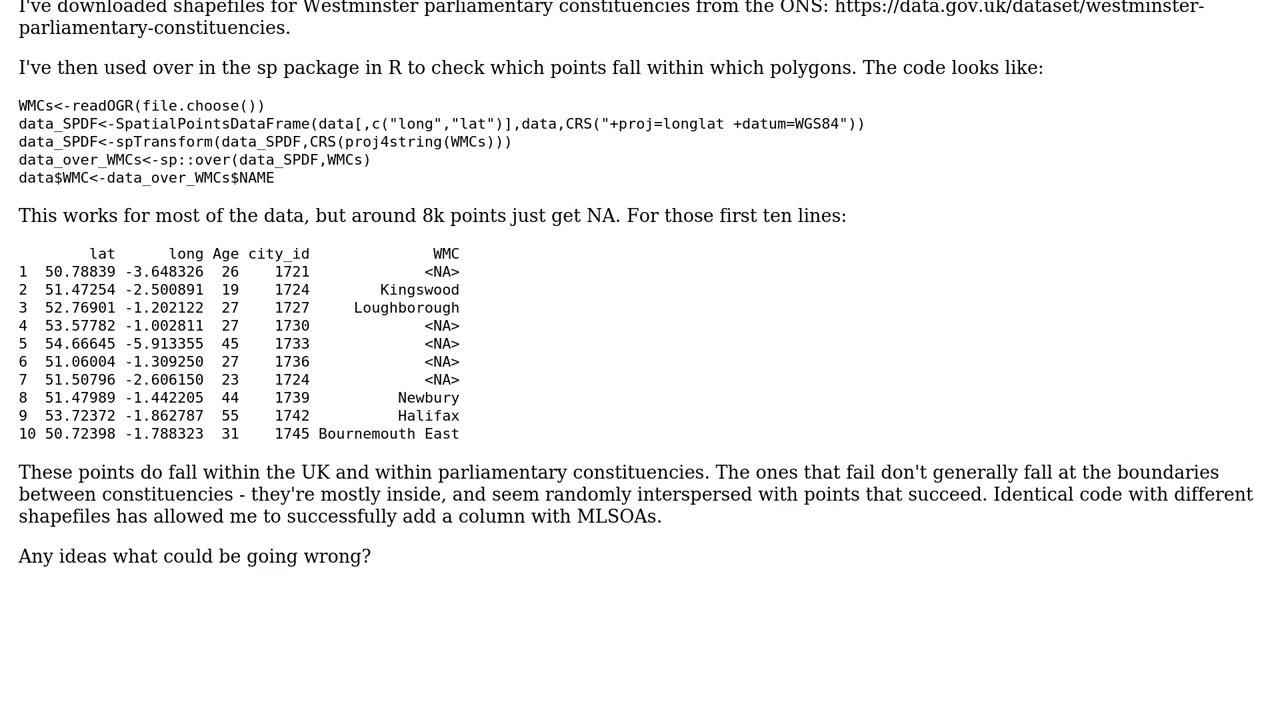 I've downloaded shapefiles for Westminster parliamentary constituencies from the ONS: https://data.gov.uk/dataset/westminster-
parliamentary-constituencies.
I've then used over in the sp package in R to check which points fall within which polygons. The code looks like:
WMCs<-readOGR(file.choose())
data_SPDF<-SpatialPointsDataFrame(data[,c("long","lat")],data,CRS("+proj=longlat +datum=WGS84"))
data_SPDF<-spTransform(data_SPDF,CRS(proj4string(WMCs)))
data_over_WMCs<-sp::over(data_SPDF,WMCs)
data$WMC<-data_over_WMCs$NAME
This works for most of the data, but around 8k points just get NA. For those first ten lines:
lat long Age city_id WMC
1 50.78839 -3.648326 26 1721 <NA>
2 51.47254 -2.500891 19 1724 Kingswood
3 52.76901 -1.202122 27 1727 Loughborough
4 53.57782 -1.002811 27 1730 <NA>
5 54.66645 -5.913355 45 1733 <NA>
6 51.06004 -1.309250 27 1736 <NA>
7 51.50796 -2.606150 23 1724 <NA>
8 51.47989 -1.442205 44 1739 Newbury
9 53.72372 -1.862787 55 1742 Halifax
10 50.72398 -1.788323 31 1745 Bournemouth East
These points do fall within the UK and within parliamentary constituencies. The ones that fail don't generally fall at the boundaries
between constituencies - they're mostly inside, and seem randomly interspersed with points that succeed. Identical code with different
shapefiles has allowed me to successfully add a column with MLSOAs.
Any ideas what could be going wrong?